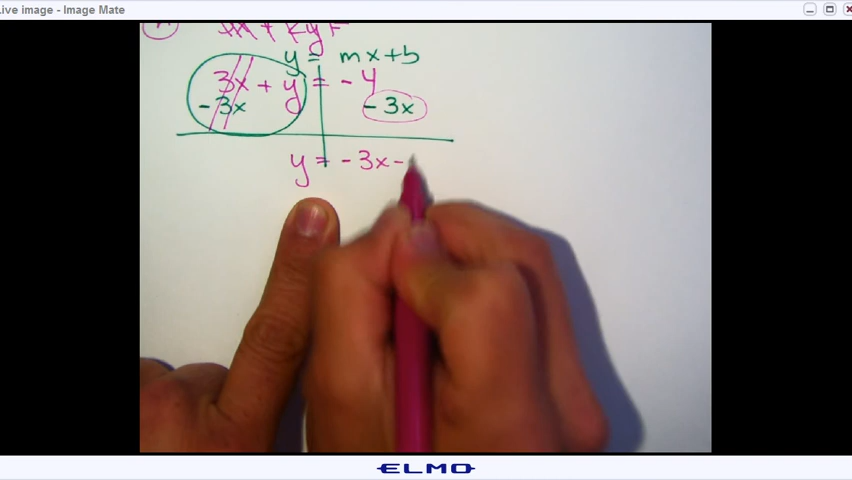 Live image - Image Mate
y = mx+b
3x + y = - 4
- 3x - 3x
y = - 3x -
ELMO